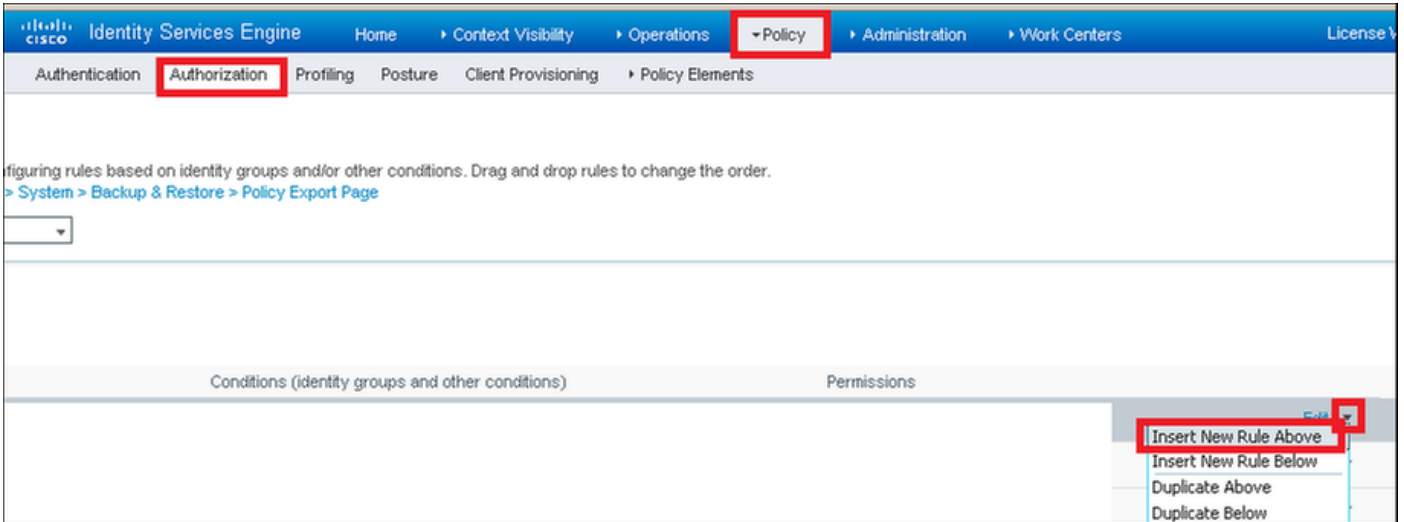 cisco Identity Services Engine Home Context Visibility Operations Policy Administration Work Centers License
Authentication Authorization Profiling Posture Client Provisioning Policy Elements
figuring rules based on identity groups and/or other conditions. Drag and drop rules to change the order.
> System > Backup & Restore > Policy Export Page
Conditions (identity groups and other conditions) Permissions
Edit
Insert New Rule Above
Insert New Rule Below
Duplicate Above
Duplicate Below